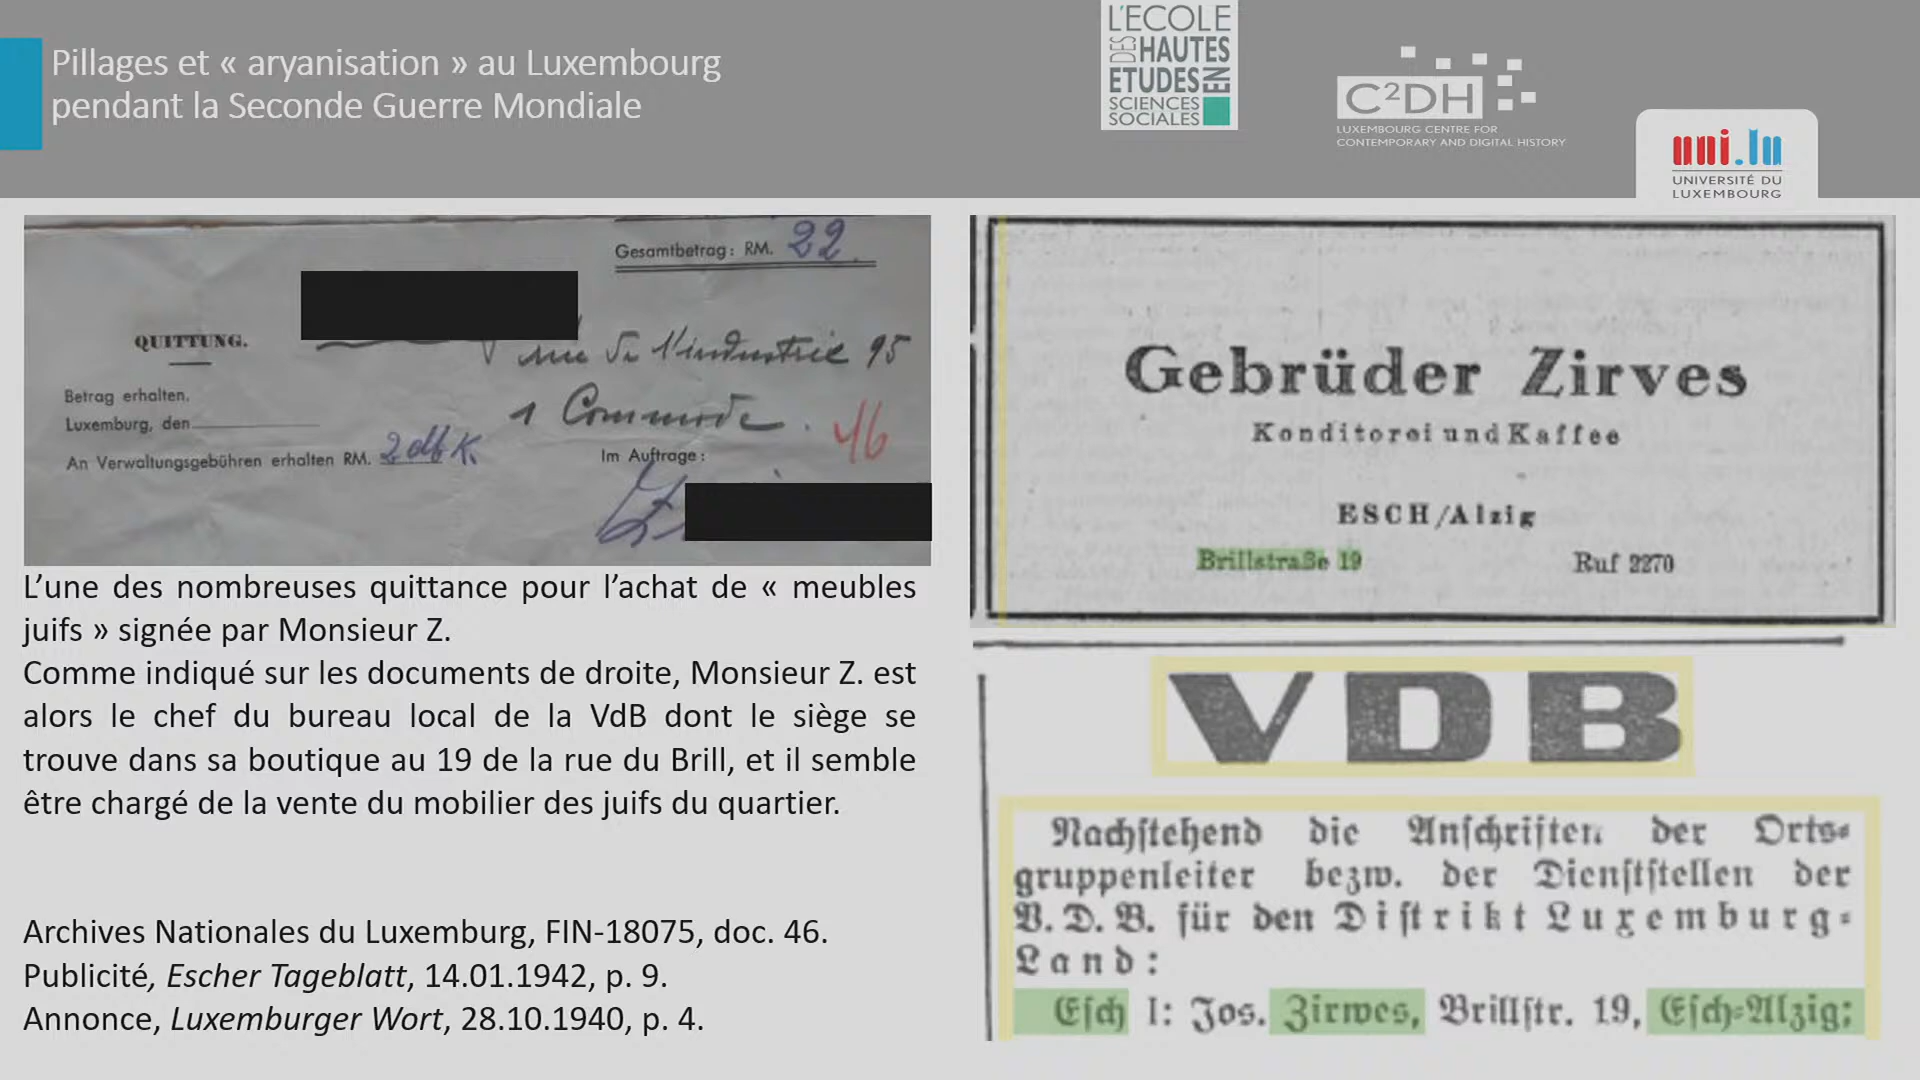 Pillages et « aryanisation » au Luxembourg
pendant la Seconde Guerre Mondiale
L'ECOLE
DES HAUTES
ETUDES EN
SCIENCES
SOCIALES
C²DH
LUXEMBOURG CENTRE FOR
CONTEMPORARY AND DIGITAL HISTORY
uni.lu
UNIVERSITÉ DU
LUXEMBOURG
Gesamtbetrag: RM. 22.
QUITTUNG.
rue de l'industrie 95
Betrag erhalten.
1 Commode.
46
Luxemburg, den
An Verwaltungsgebühren erhalten RM. 2
Im Auftrage:
L'une des nombreuses quittance pour l'achat de « meubles
juifs » signée par Monsieur Z.
Comme indiqué sur les documents de droite, Monsieur Z. est
alors le chef du bureau local de la VdB dont le siège se
trouve dans sa boutique au 19 de la rue du Brill, et il semble
être chargé de la vente du mobilier des juifs du quartier.
Archives Nationales du Luxemburg, FIN-18075, doc. 46.
Publicité, Escher Tageblatt, 14.01.1942, p. 9.
Annonce, Luxemburger Wort, 28.10.1940, p. 4.
Gebrüder Zirves
Konditorei und Kaffee
ESCH/Alzig
Brillstraße 19 Ruf 2270
VDB
Nachstehend die Anschriften der Orts-
gruppenleiter bezw. der Dienststellen der
V. D. B. für den Distrikt Luxemburg-
Land:
Esch I: Jos. Zirwes, Brillstr. 19, Esch-Alzig;